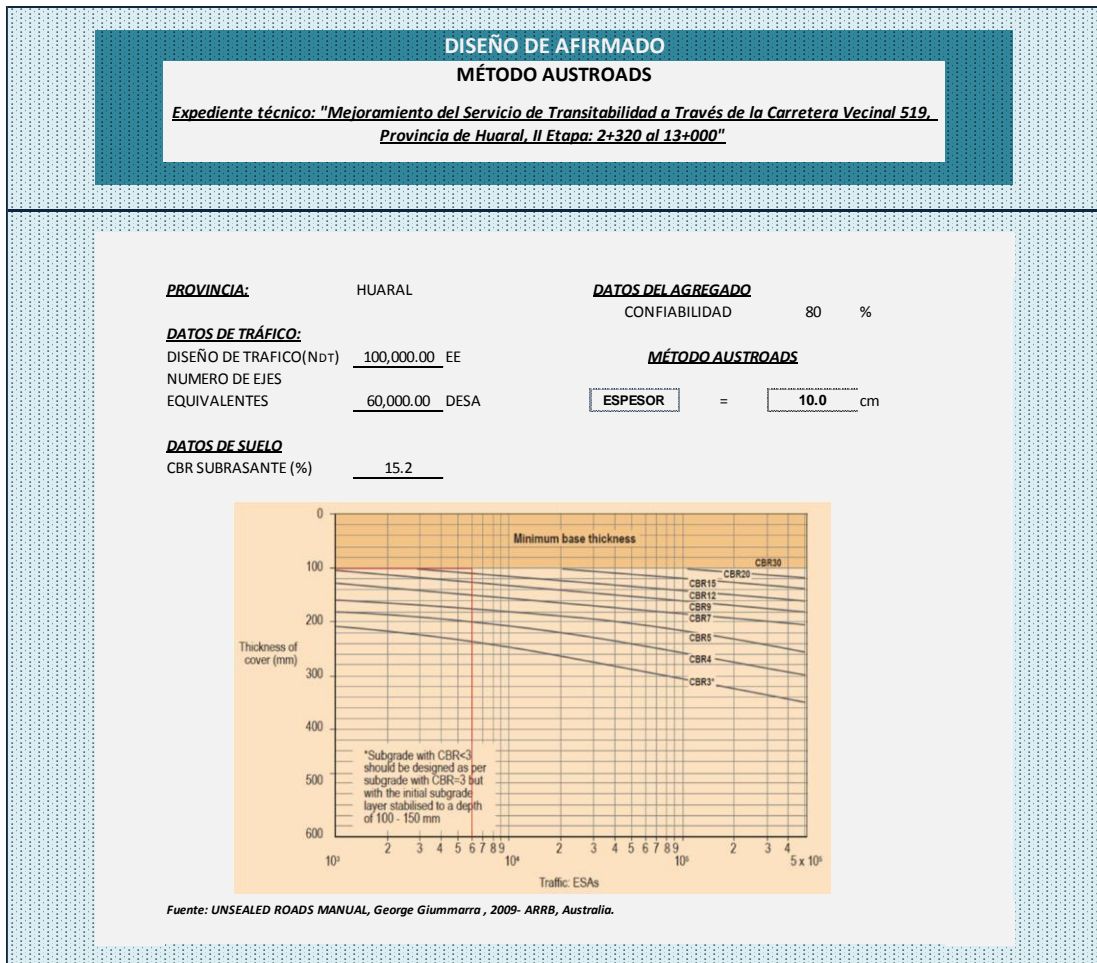 DISEÑO DE AFIRMADO
MÉTODO AUSTROADS
Expediente técnico: "Mejoramiento del Servicio de Transitabilidad a Través de la Carretera Vecinal 519,
Provincia de Huaral, II Etapa: 2+320 al 13+000"
PROVINCIA: HUARAL
DATOS DEL AGREGADO
CONFIABILIDAD 80 %
DATOS DE TRÁFICO:
DISEÑO DE TRAFICO(NDT) 100,000.00 EE
MÉTODO AUSTROADS
NUMERO DE EJES
EQUIVALENTES 60,000.00 DESA
ESPESOR = 10.0 cm
DATOS DE SUELO
CBR SUBRASANTE (%) 15.2
0
Minimum base thickness
CBR30
100
CBR20
CBR15
CBR12
CBR9
CBR7
200
CBR5
Thickness of
cover (mm)
CBR4
300
CBR3*
400
*Subgrade with CBR<3
should be designed as per
subgrade with CBR=3 but
with the initial subgrade
layer stabilised to a depth
of 100 - 150 mm
500
600
2 3 4 5 6 7 8 9 2 3 4 5 6 7 8 9 2 3 4
10³ 10⁴ 10⁵ 5 x 10⁵
Traffic: ESAs
Fuente: UNSEALED ROADS MANUAL, George Giummarra , 2009- ARRB, Australia.